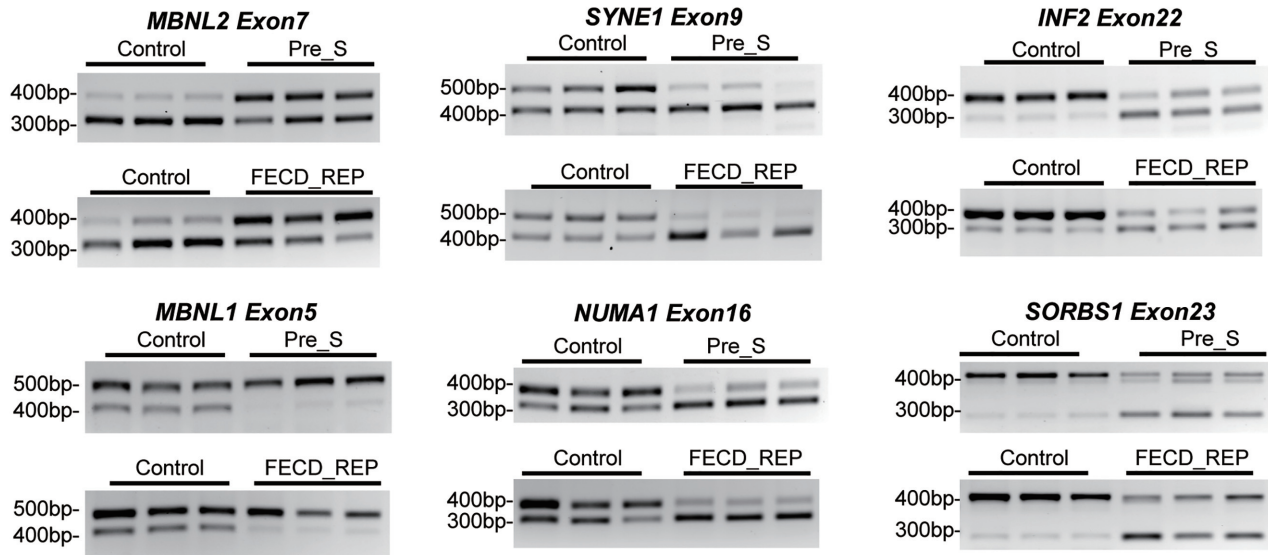 MBNL2 Exon7
Control Pre_S
400bp-
300bp-
Control FECD_REP
400bp-
300bp-
SYNE1 Exon9
Control Pre_S
500bp-
400bp-
Control FECD_REP
500bp-
400bp-
INF2 Exon22
Control Pre_S
400bp-
300bp-
Control FECD_REP
400bp-
300bp-
MBNL1 Exon5
Control Pre_S
500bp-
400bp-
Control FECD_REP
500bp-
400bp-
NUMA1 Exon16
Control Pre_S
400bp-
300bp-
Control FECD_REP
400bp-
300bp-
SORBS1 Exon23
Control Pre_S
400bp-
300bp-
Control FECD_REP
400bp-
300bp-